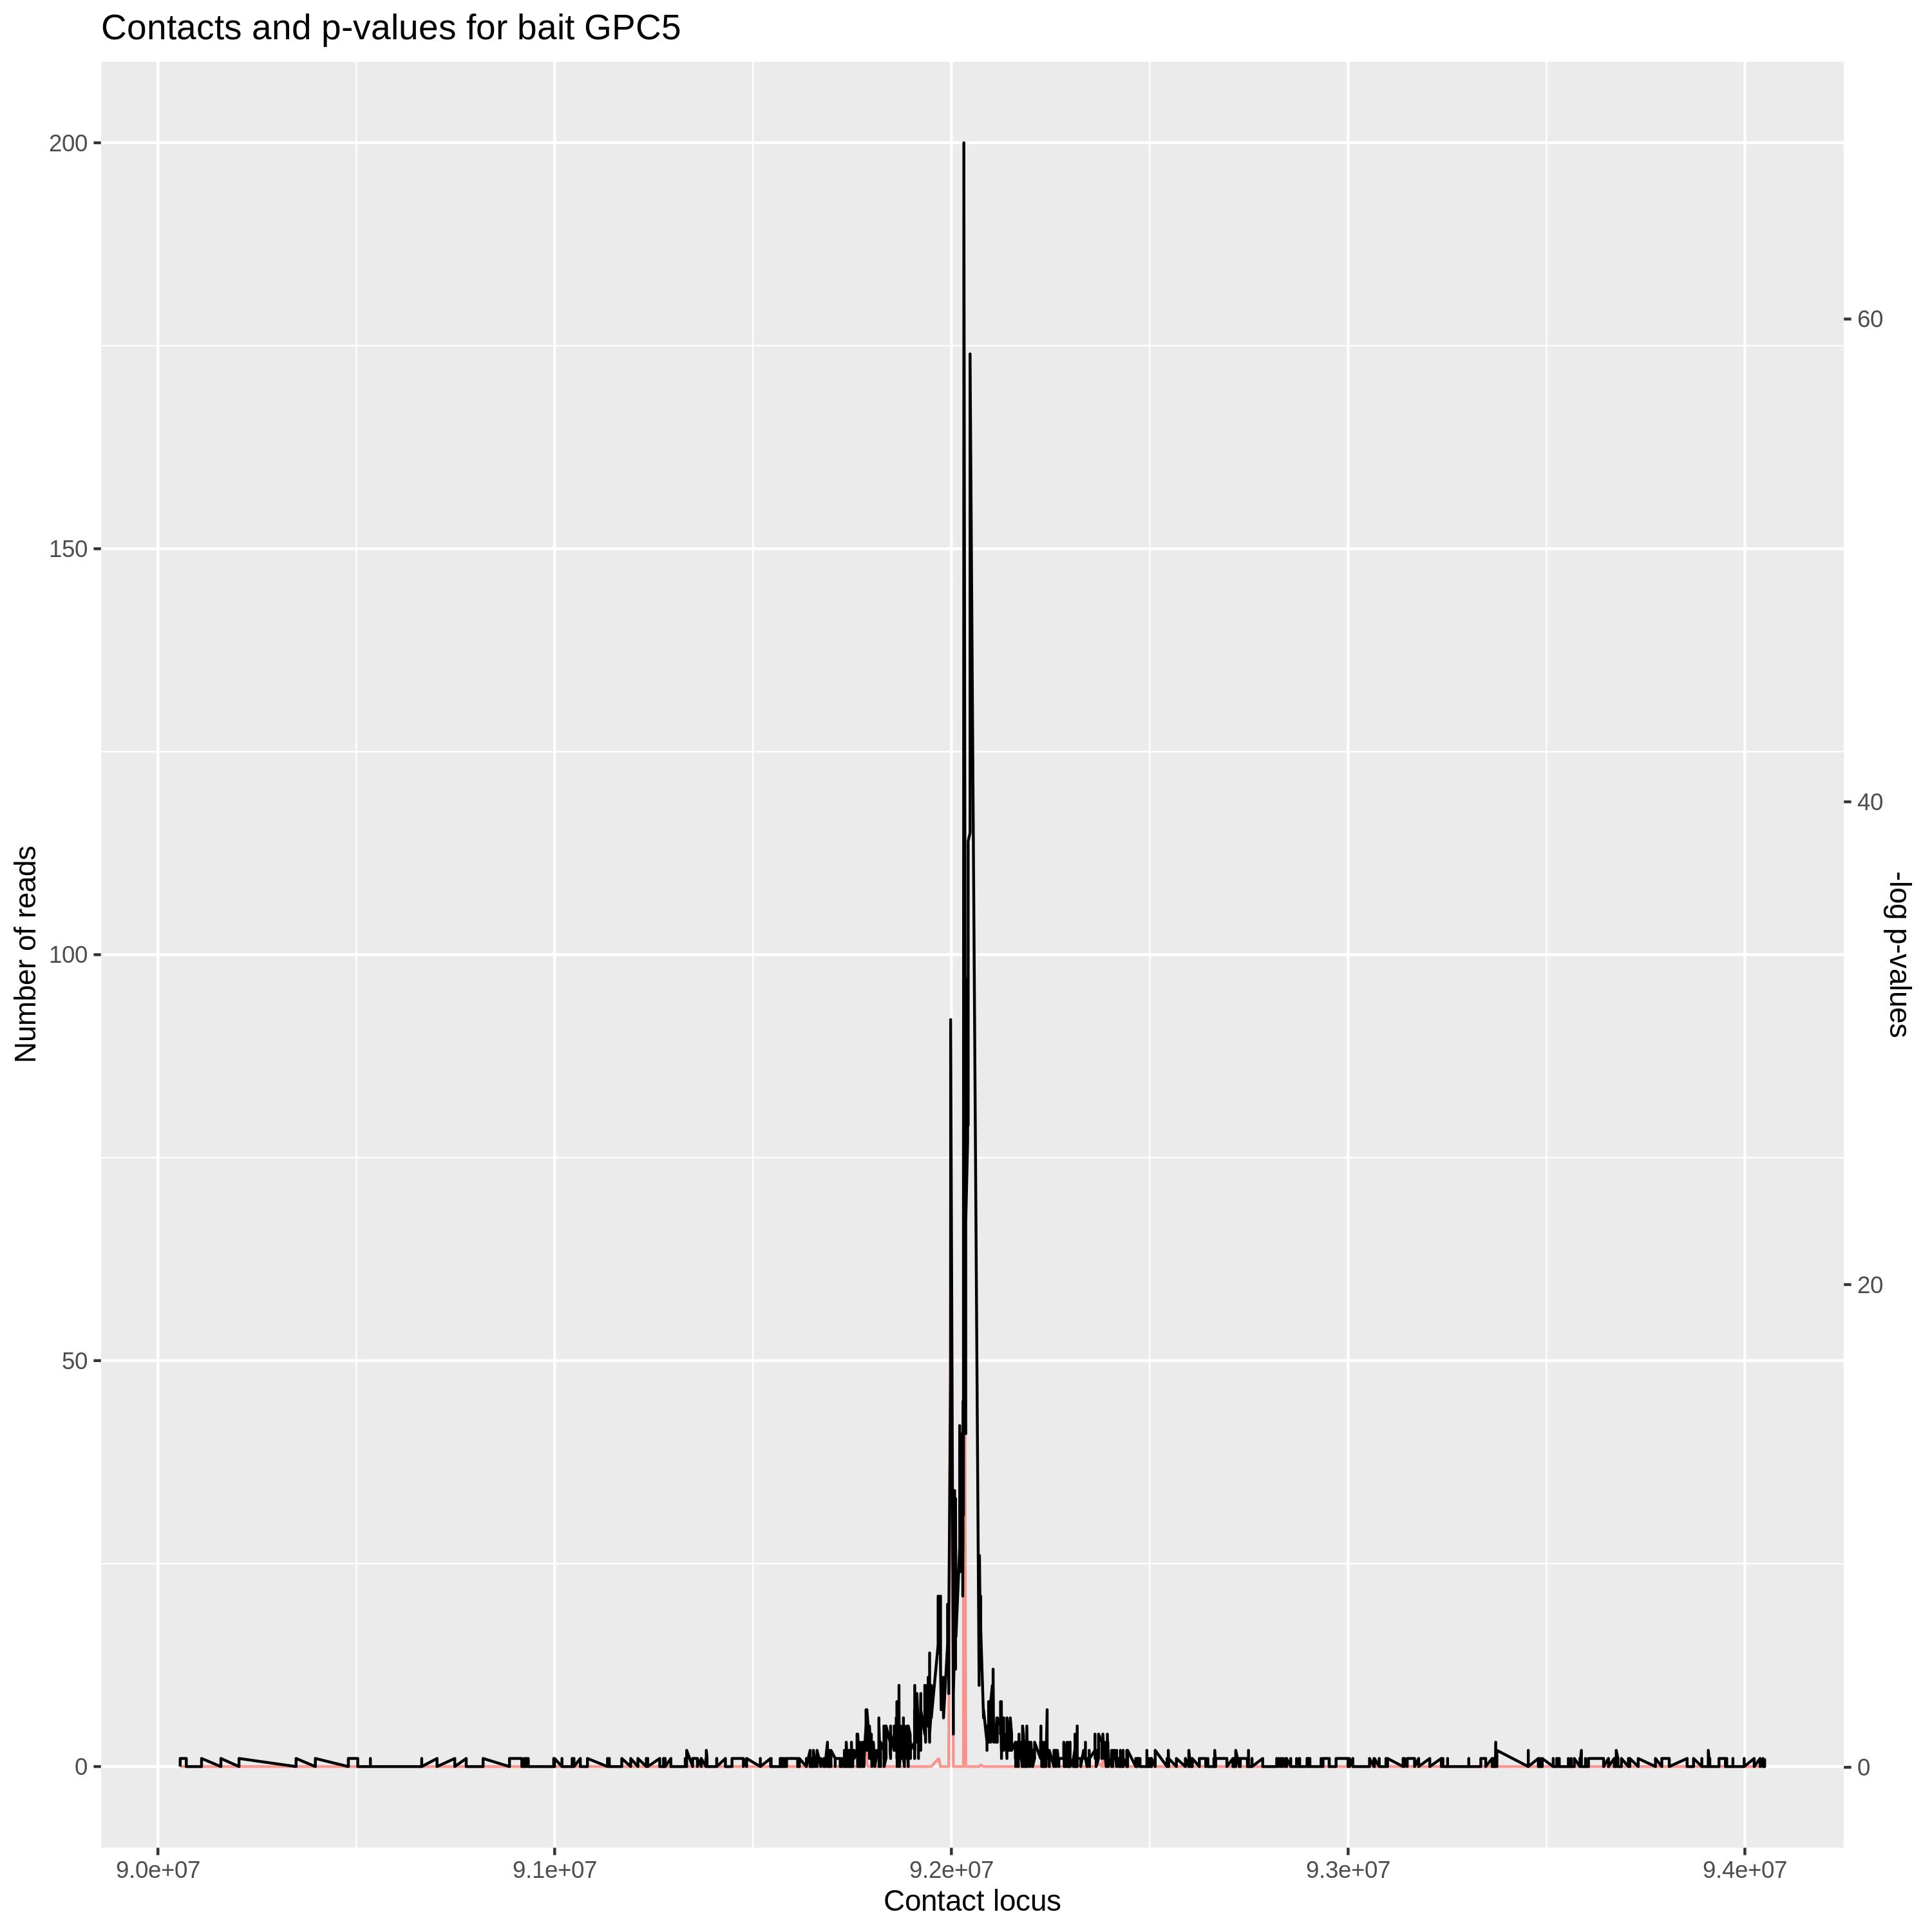 Contacts and p-values for bait GPC5
200
150
100
50
0
Number of reads
60
40
20
0
-log p-values
9.0e+07
9.1e+07
9.2e+07
9.3e+07
9.4e+07
Contact locus